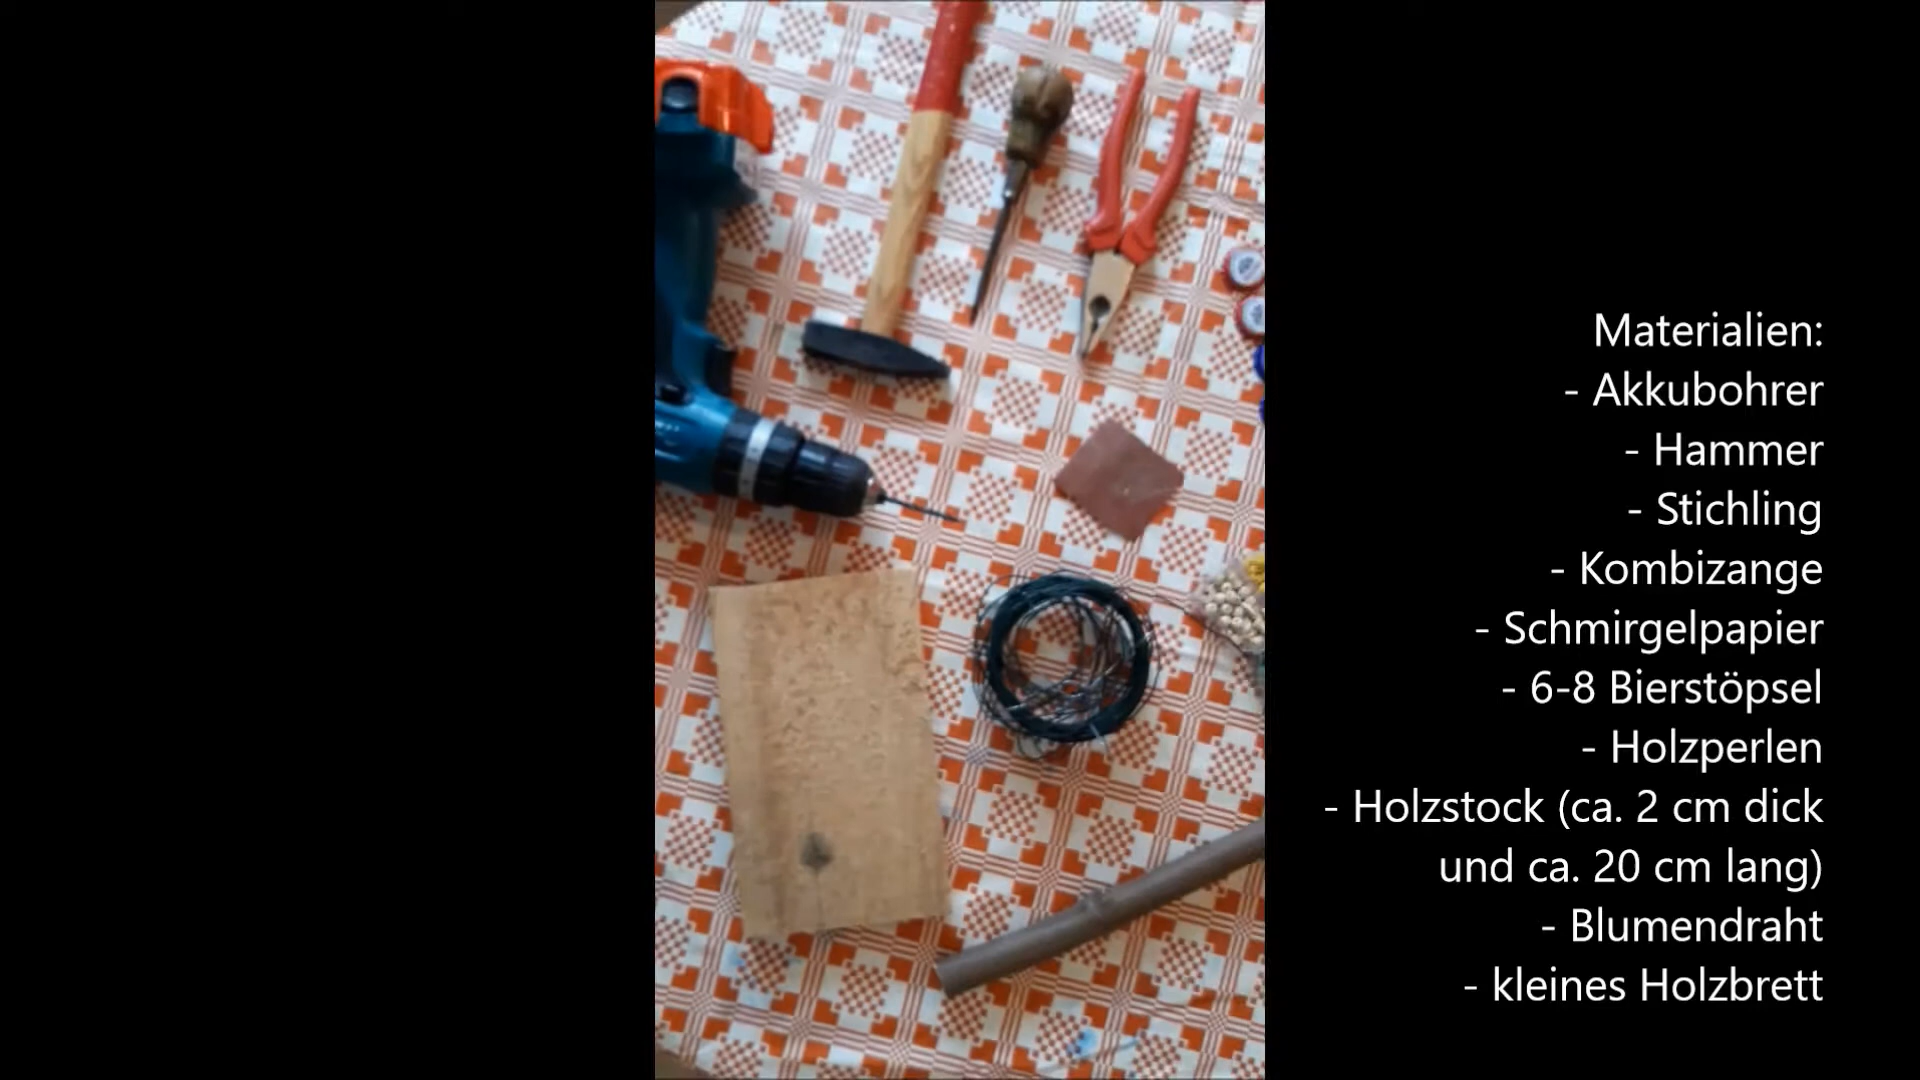 Materialien:
- Akkubohrer
- Hammer
- Stichling
- Kombizange
- Schmirgelpapier
- 6-8 Bierstöpsel
- Holzperlen
- Holzstock (ca. 2 cm dick
und ca. 20 cm lang)
- Blumendraht
- kleines Holzbrett